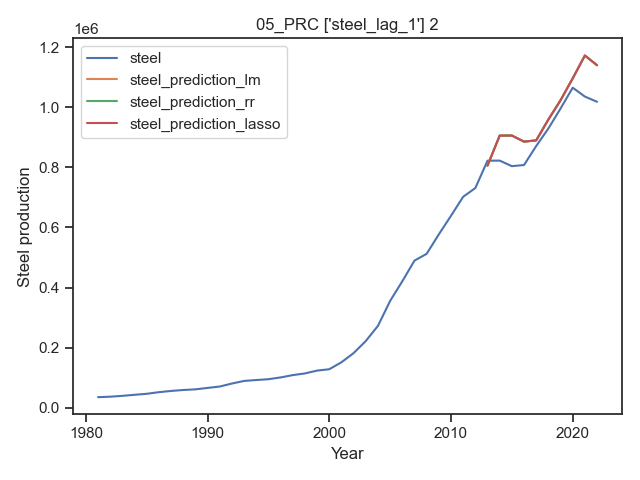 05_PRC ['steel_lag_1'] 2
1e6
steel
steel_prediction_lm
steel_prediction_rr
steel_prediction_lasso
1.2
1.0
0.8
0.6
0.4
0.2
0.0
Steel production
1980
1990
2000
2010
2020
Year